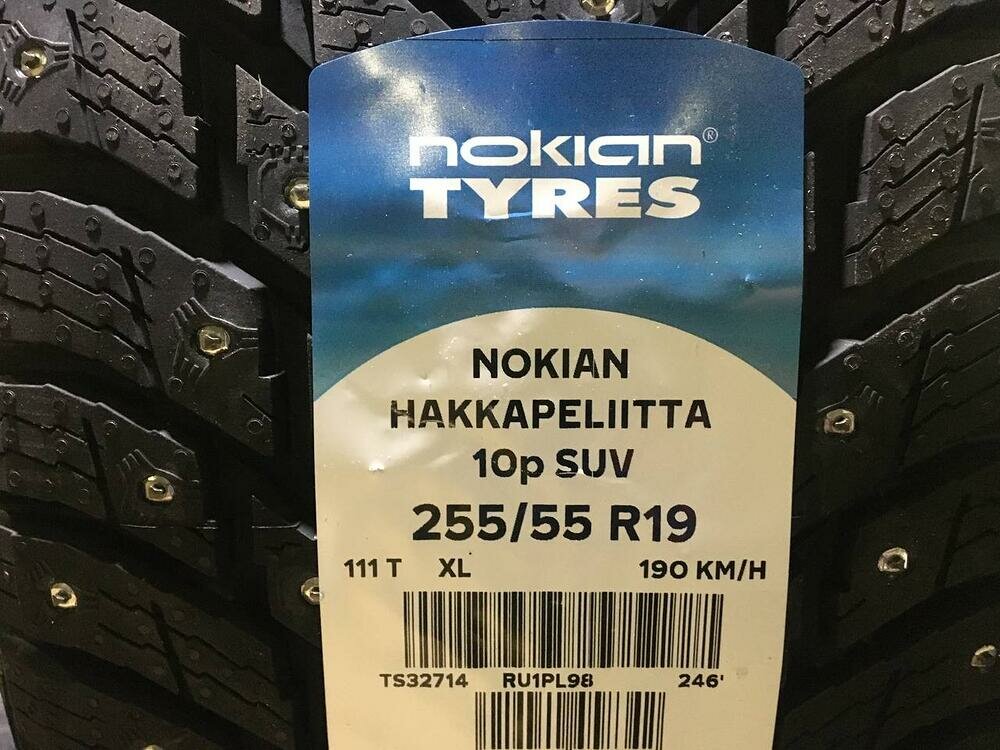 nokian®
TYRES
NOKIAN
HAKKAPELIITTA
10p SUV
255/55 R19
111 T XL 190 KM/H
TS32714 RU1PL98 246'